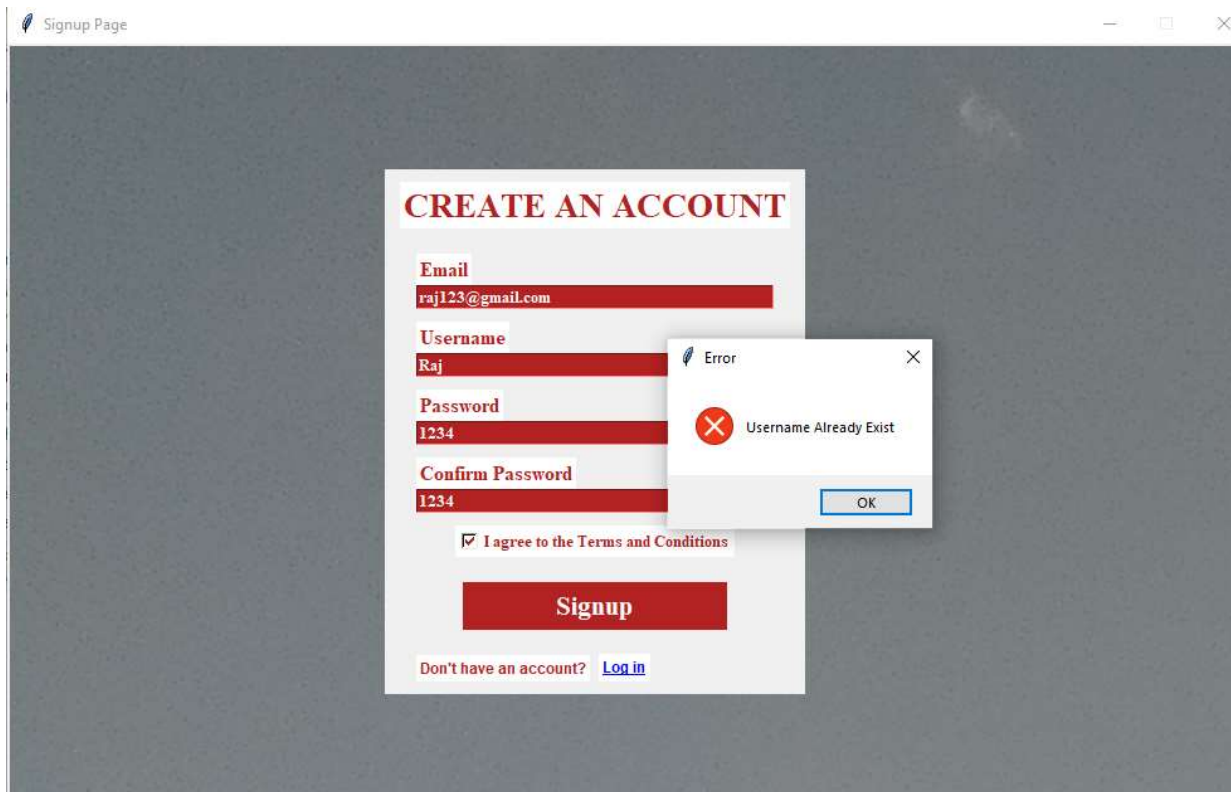 Signup Page
CREATE AN ACCOUNT
Email
raj123@gmail.com
Username
Raj
Password
1234
Confirm Password
1234
I agree to the Terms and Conditions
Signup
Don't have an account? Log in
Error
Username Already Exist
OK